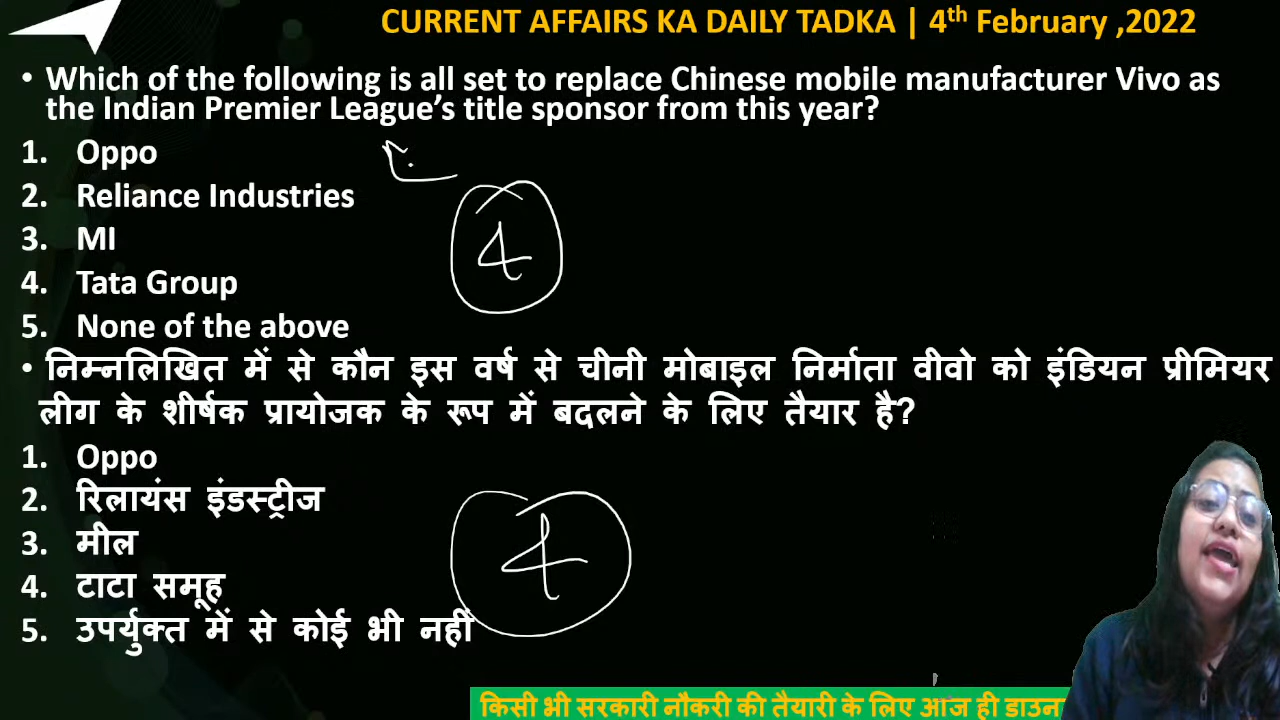 CURRENT AFFAIRS KA DAILY TADKA | 4th February ,2022
• Which of the following is all set to replace Chinese mobile manufacturer Vivo as
the Indian Premier League's title sponsor from this year?
1. Oppo
2. Reliance Industries
3. MI
4. Tata Group
4
5. None of the above
• निम्नलिखित में से कौन इस वर्ष से चीनी मोबाइल निर्माता वीवो को इंडियन प्रीमियर
लीग के शीर्षक प्रायोजक के रूप में बदलने के लिए तैयार है?
1. Oppo
2. रिलायंस इंडस्ट्रीज
3. मील
4. टाटा समूह
4
5. उपर्युक्त में से कोई भी नहीं
किसी भी सरकारी नौकरी की तैयारी के लिए आज ही